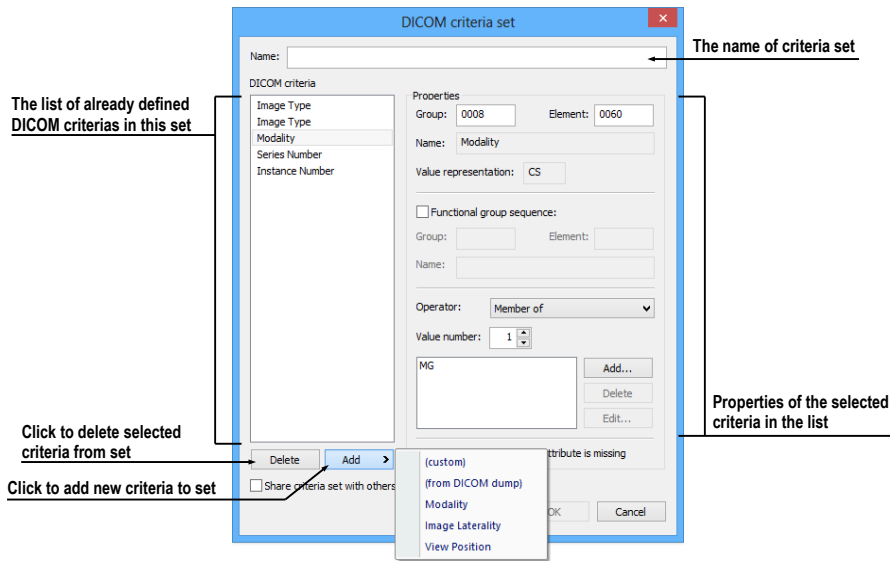 DICOM criteria set
×
Name:
The name of criteria set
DICOM criteria
The list of already defined
DICOM criterias in this set
Image Type
Image Type
Modality
Series Number
Instance Number
Properties
Group: 0008 Element: 0060
Name: Modality
Value representation: CS
Functional group sequence:
Group: Element:
Name:
Operator: Member of
Value number: 1
MG
Add...
Delete
Edit...
Properties of the selected
criteria in the list
Click to delete selected
criteria from set
Delete Add >
ttribute is missing
Click to add new criteria to set
Share criteria set with others
(custom)
(from DICOM dump)
Modality
Image Laterality
View Position
OK Cancel